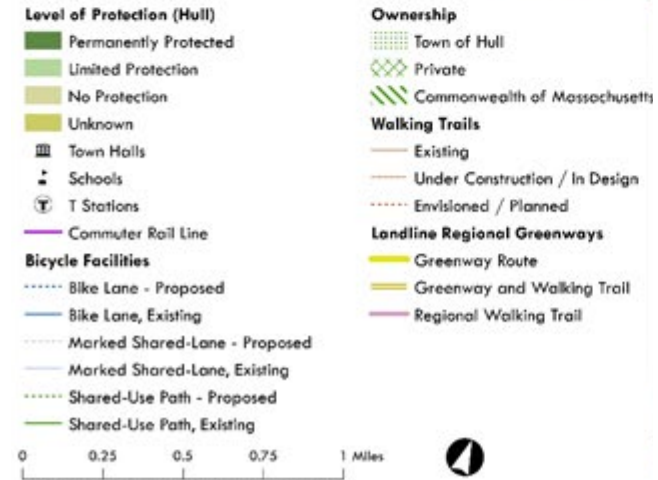 Level of Protection (Hull)
Permanently Protected
Limited Protection
No Protection
Unknown
Town Halls
Schools
T
T Stations
Commuter Rail Line
Bicycle Facilities
Bike Lane - Proposed
Bike Lane, Existing
Marked Shared-Lane - Proposed
Marked Shared-Lane, Existing
Shared-Use Path - Proposed
Shared-Use Path, Existing
Ownership
Town of Hull
Private
Commonwealth of Massachusetts
Walking Trails
Existing
Under Construction / In Design
Envisioned / Planned
Landline Regional Greenways
Greenway Route
Greenway and Walking Trail
Regional Walking Trail
0 0.25 0.5 0.75 1 Miles